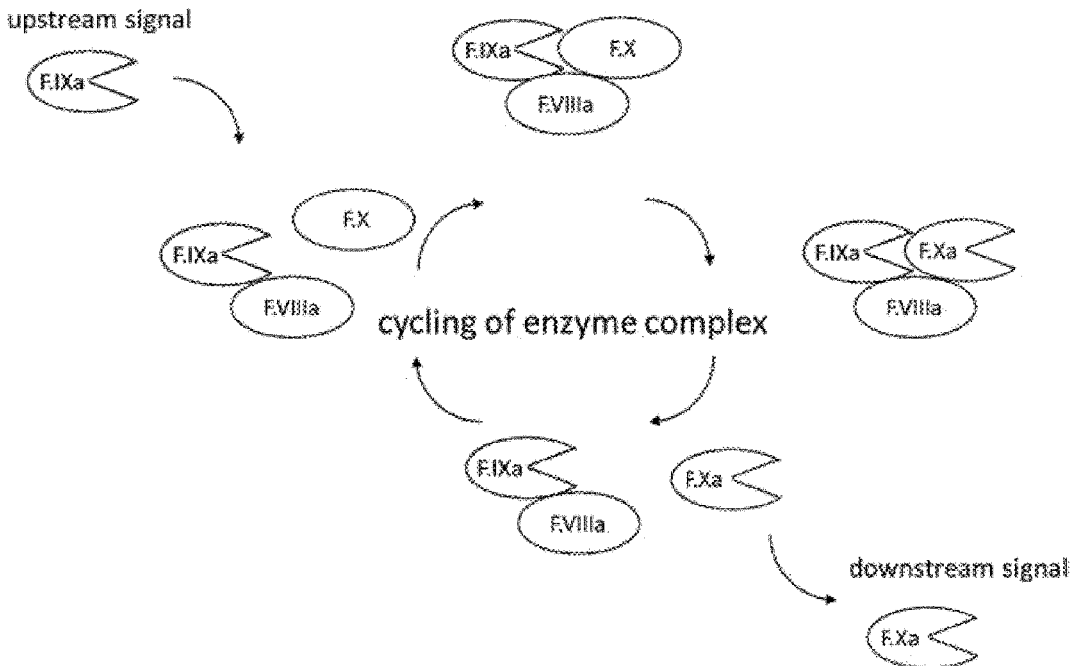 upstream signal
F.IXa
F.IXa
F.X
F.VIIIa
F.IXa
F.X
F.VIIIa
F.IXa
F.Xa
F.VIIIa
cycling of enzyme complex
F.IXa
F.Xa
F.VIIIa
downstream signal
F.Xa